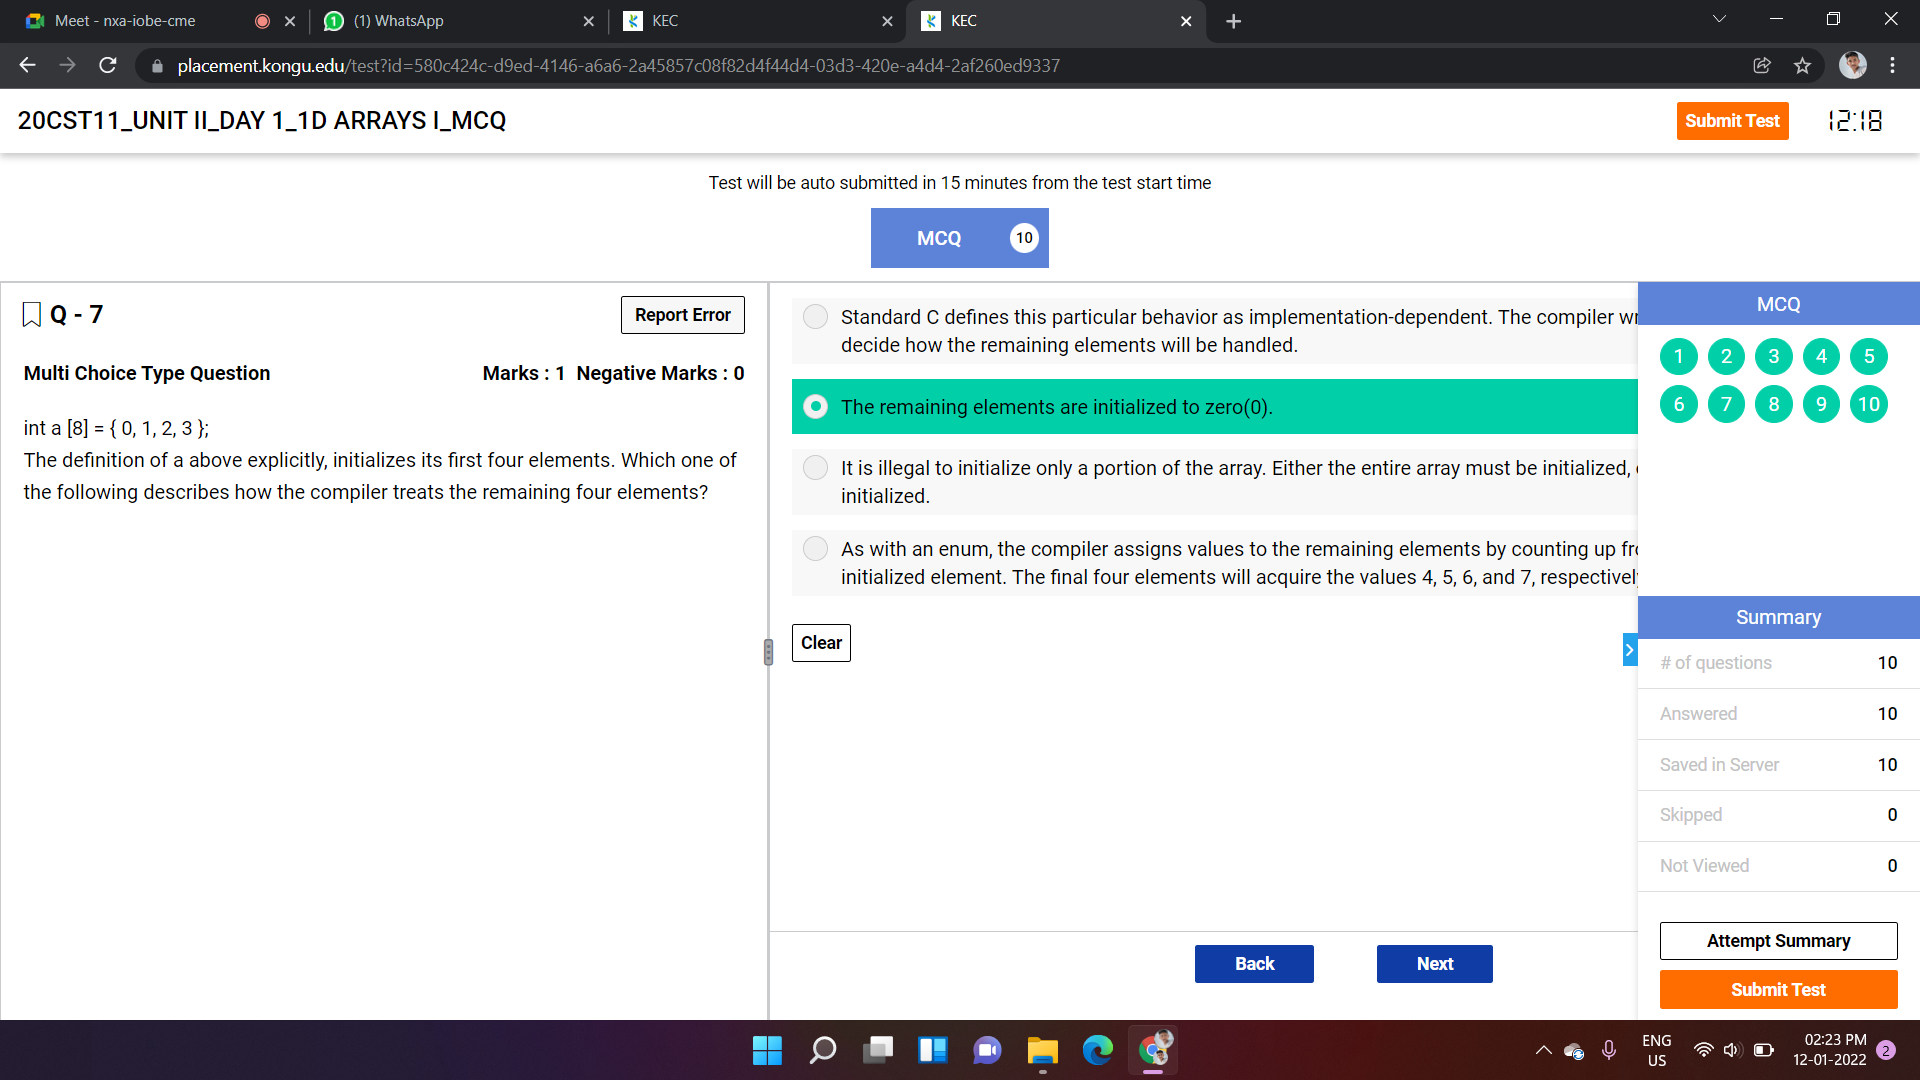 Meet - nxa-iobe-cme
(1) WhatsApp
KEC
KEC
placement.kongu.edu/test?id=580c424c-d9ed-4146-a6a6-2a45857c08f82d4f44d4-03d3-420e-a4d4-2af260ed9337
20CST11_UNIT II_DAY 1_1D ARRAYS I_MCQ
Submit Test
12:18
Test will be auto submitted in 15 minutes from the test start time
MCQ 10
Q - 7
Report Error
Multi Choice Type Question
Marks : 1 Negative Marks : 0
int a [8] = { 0, 1, 2, 3 };
The definition of a above explicitly, initializes its first four elements. Which one of
the following describes how the compiler treats the remaining four elements?
Standard C defines this particular behavior as implementation-dependent. The compiler wr
decide how the remaining elements will be handled.
The remaining elements are initialized to zero(0).
It is illegal to initialize only a portion of the array. Either the entire array must be initialized,
initialized.
As with an enum, the compiler assigns values to the remaining elements by counting up fr
initialized element. The final four elements will acquire the values 4, 5, 6, and 7, respectivel
Clear
Back
Next
MCQ
1 2 3 4 5
6 7 8 9 10
Summary
# of questions 10
Answered 10
Saved in Server 10
Skipped 0
Not Viewed 0
Attempt Summary
Submit Test
ENG
US
02:23 PM
12-01-2022
2